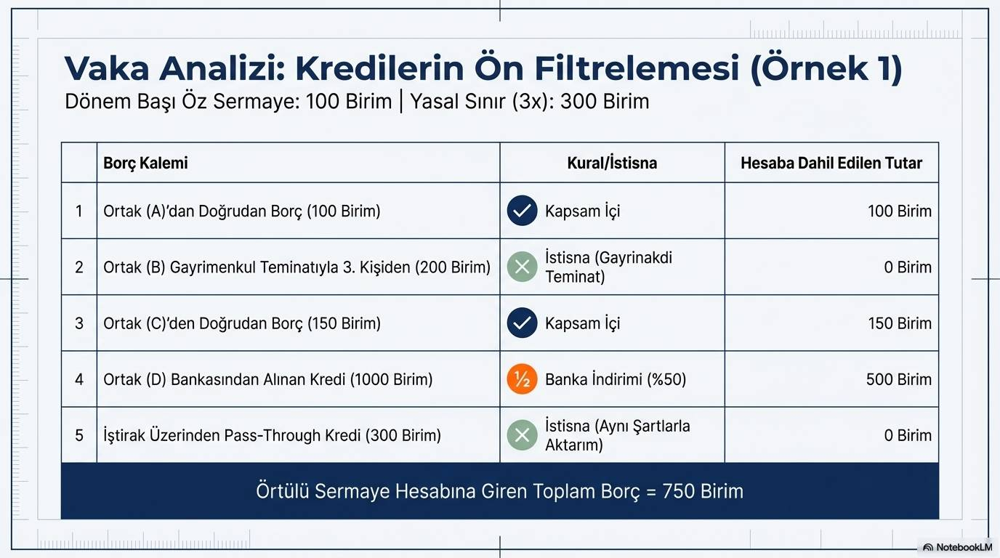 Vaka Analizi: Kredilerin Ön Filtrelemesi (Örnek 1)
Dönem Başı Öz Sermaye: 100 Birim | Yasal Sınır (3x): 300 Birim
Borç Kalemi
Kural/İstisna
Hesaba Dahil Edilen Tutar
1
Ortak (A)'dan Doğrudan Borç (100 Birim)
Kapsam İçi
100 Birim
2
Ortak (B) Gayrimenkul Teminatıyla 3. Kişiden (200 Birim)
İstisna (Gayrinakdi
Teminat)
0 Birim
3
Ortak (C)'den Doğrudan Borç (150 Birim)
Kapsam İçi
150 Birim
4
Ortak (D) Bankasından Alınan Kredi (1000 Birim)
½
Banka İndirimi (%50)
500 Birim
5
İştirak Üzerinden Pass-Through Kredi (300 Birim)
İstisna (Aynı Şartlarla
Aktarım)
0 Birim
Örtülü Sermaye Hesabına Giren Toplam Borç = 750 Birim
NotebookLM